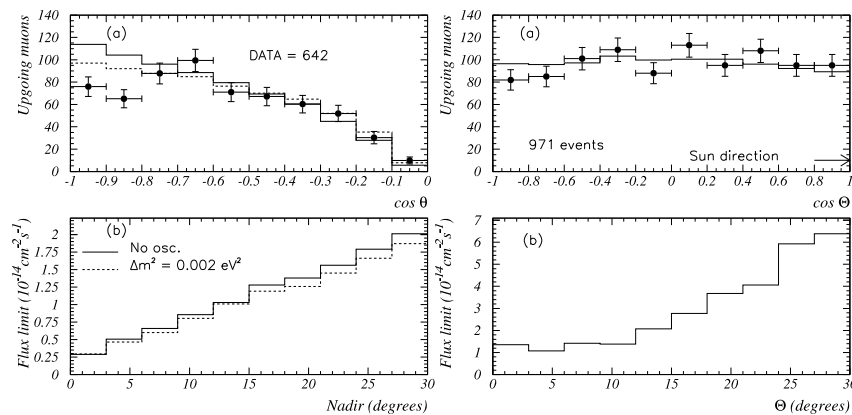 (a)
DATA = 642
Upgoing muons
140
120
100
80
60
40
20
0
-1 -0.9 -0.8 -0.7 -0.6 -0.5 -0.4 -0.3 -0.2 -0.1 0
cos θ
(a)
971 events
Sun direction
Upgoing muons
140
120
100
80
60
40
20
0
-1 -0.8 -0.6 -0.4 -0.2 0 0.2 0.4 0.6 0.8 1
cos Θ
(b)
No osc.
Δm² = 0.002 eV²
Flux limit (10⁻¹⁴cm⁻²s⁻¹)
2
1.75
1.5
1.25
1
0.75
0.5
0.25
0 5 10 15 20 25 30
Nadir (degrees)
(b)
Flux limit (10⁻¹⁴cm⁻²s⁻¹)
7
6
5
4
3
2
1
0
0 5 10 15 20 25 30
Θ (degrees)